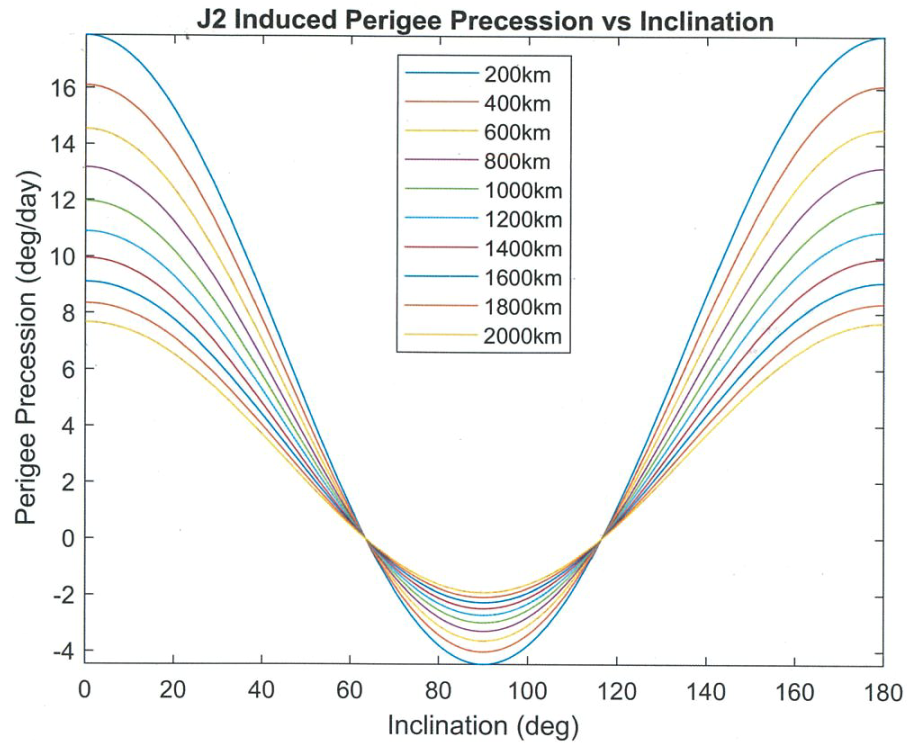 J2 Induced Perigee Precession vs Inclination
200km
400km
600km
800km
1000km
1200km
1400km
1600km
1800km
2000km
16
14
12
10
8
6
4
2
0
-2
-4
Perigee Precession (deg/day)
0 20 40 60 80 100 120 140 160 180
Inclination (deg)